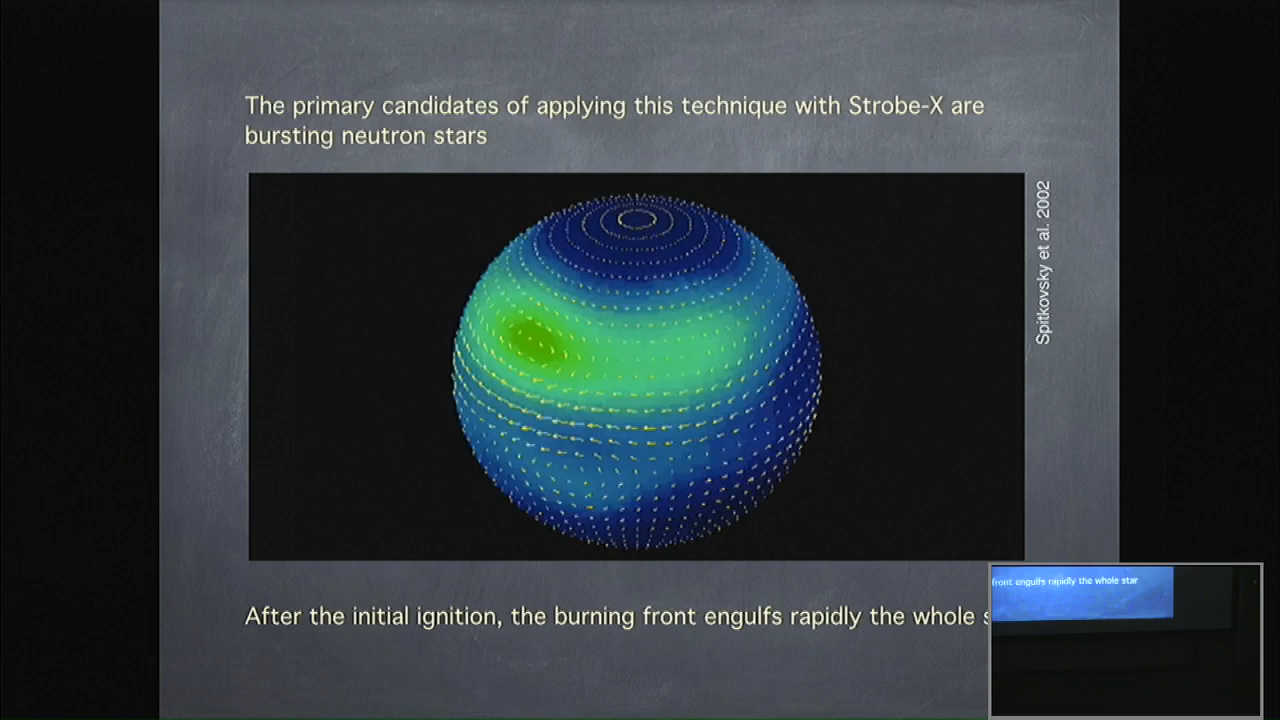 The primary candidates of applying this technique with Strobe-X are
bursting neutron stars
Spitkovsky et al. 2002
After the initial ignition, the burning front engulfs rapidly the whole s
front engulfs rapidly the whole star